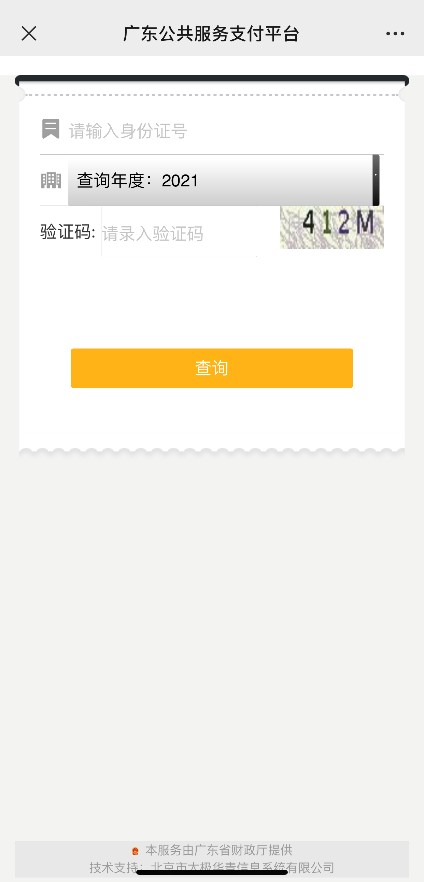 广东公共服务支付平台
请输入身份证号
查询年度：2021
验证码:
请录入验证码
412M
查询
本服务由广东省财政厅提供
技术支持：北京市太极华青信息系统有限公司